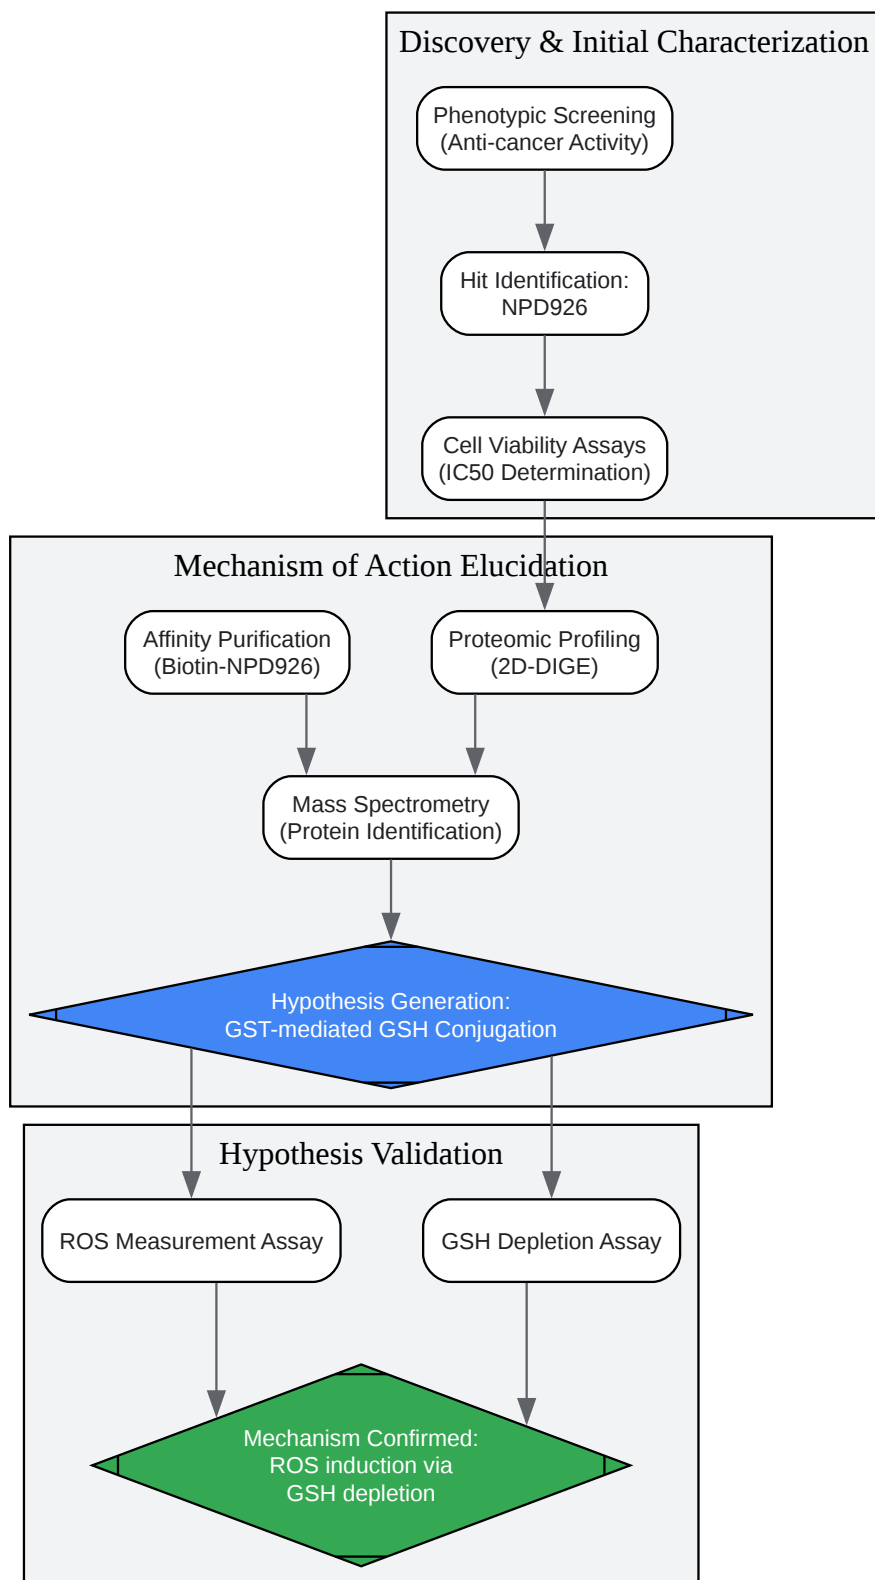 Discovery & Initial Characterization
Phenotypic Screening
(Anti-cancer Activity)
Hit Identification:
NPD926
Cell Viability Assays
(IC50 Determination)
Mechanism of Action Elucidation
Affinity Purification
(Biotin-NPD926)
Proteomic Profiling
(2D-DIGE)
Mass Spectrometry
(Protein Identification)
Hypothesis Generation:
GST-mediated GSH Conjugation
Hypothesis Validation
ROS Measurement Assay
GSH Depletion Assay
Mechanism Confirmed:
ROS induction via
GSH depletion